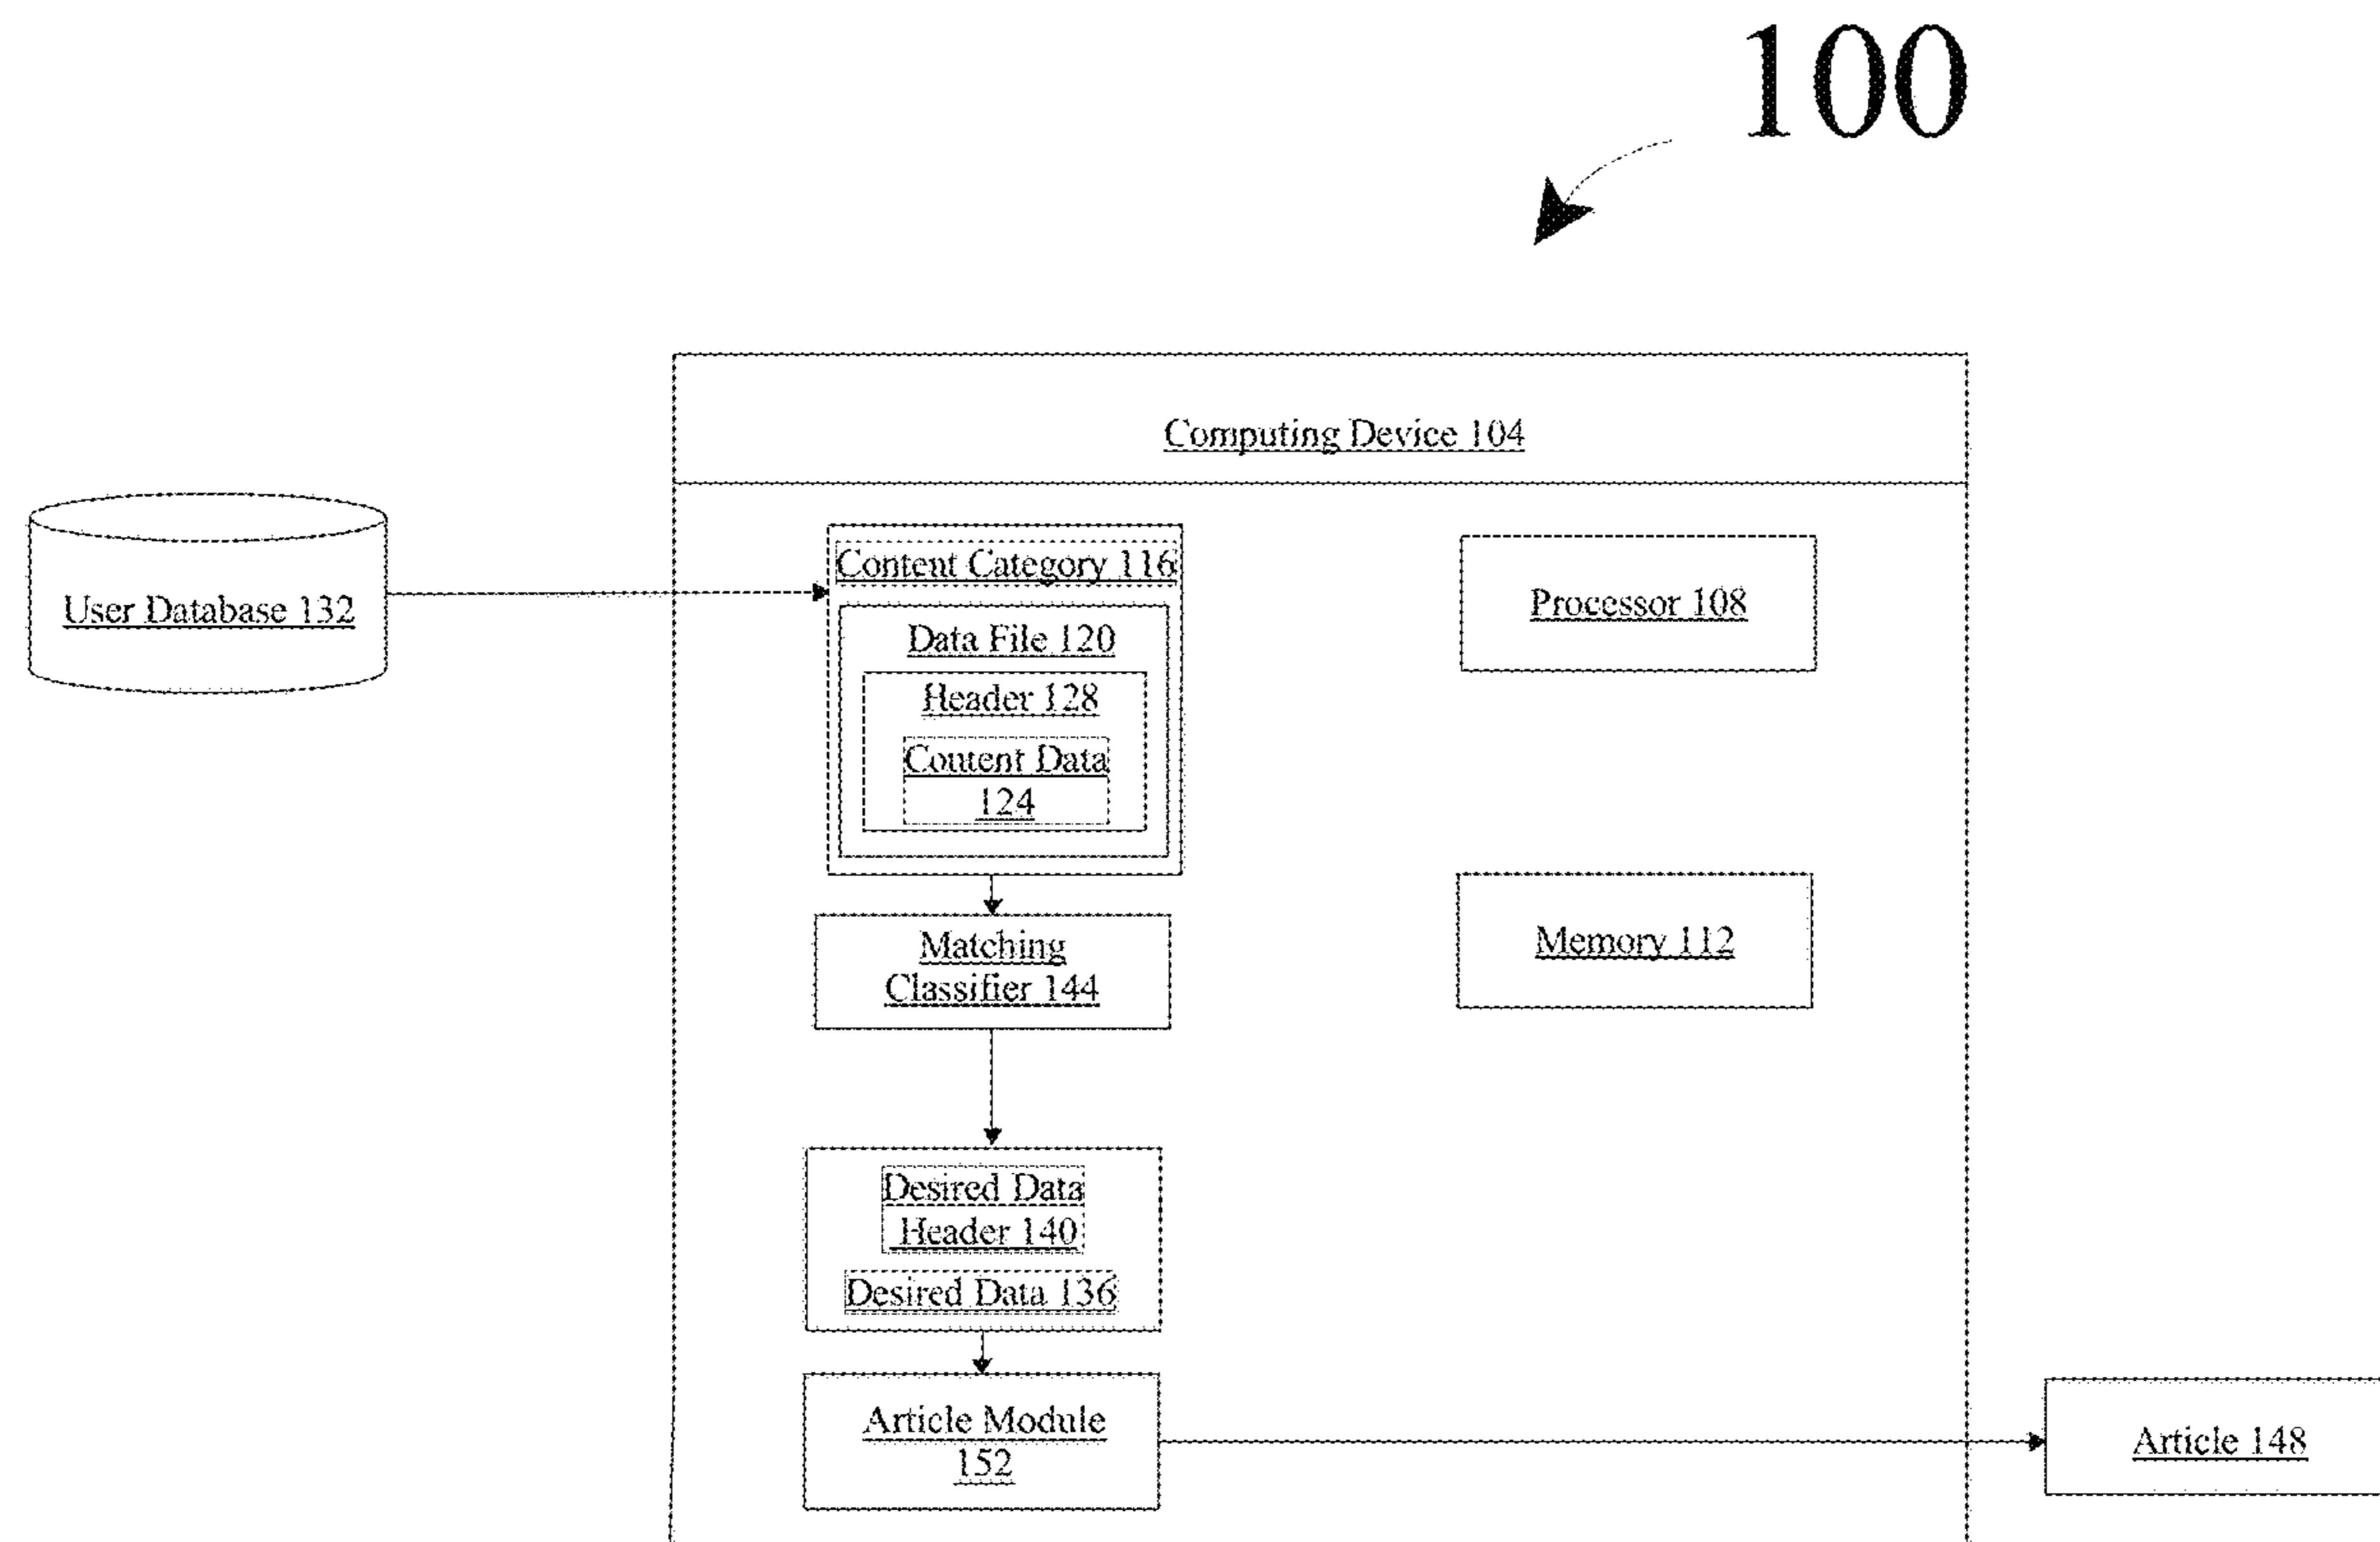 100
Computing Device 104
User Database 132
Content Category 116
Data File 120
Header 128
Content Data
124
Processor 108
Memory 112
Matching
Classifier 144
Desired Data
Header 140
Desired Data 136
Article Module
152
Article 148